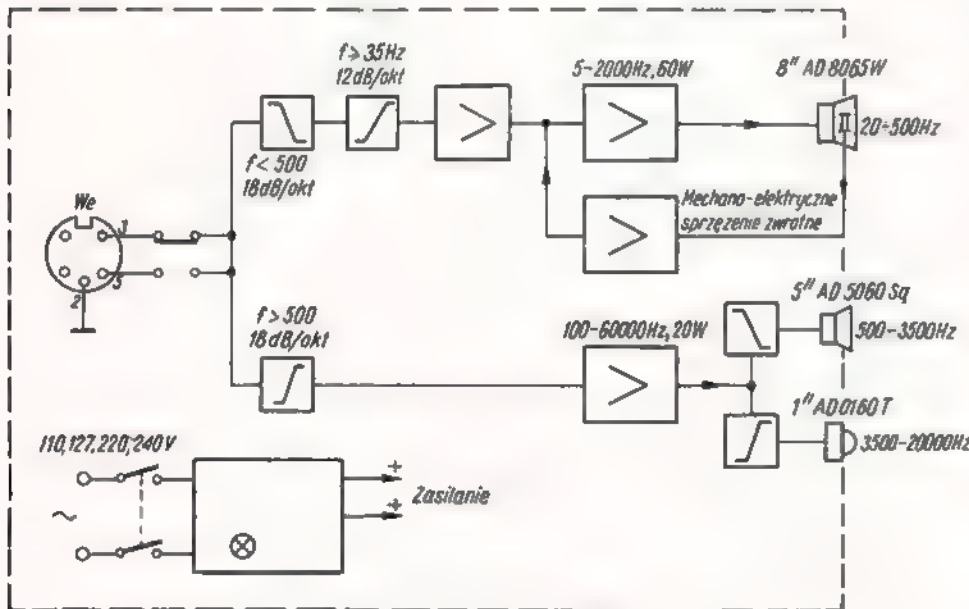 f ⩾ 35Hz
12dB/okt
5-2000Hz, 60W
8" AD 8065W
II
20÷500Hz
f < 500
18dB/okt
Mechano-elektryczne
sprzężenie zwrotne
We
3
5
2
f > 500
18dB/okt
100-60000Hz, 20W
5" AD 5060 Sq
500-3500Hz
1" AD 0160 T
3500-20000Hz
110, 127, 220, 240V
+
+
Zasilanie
~